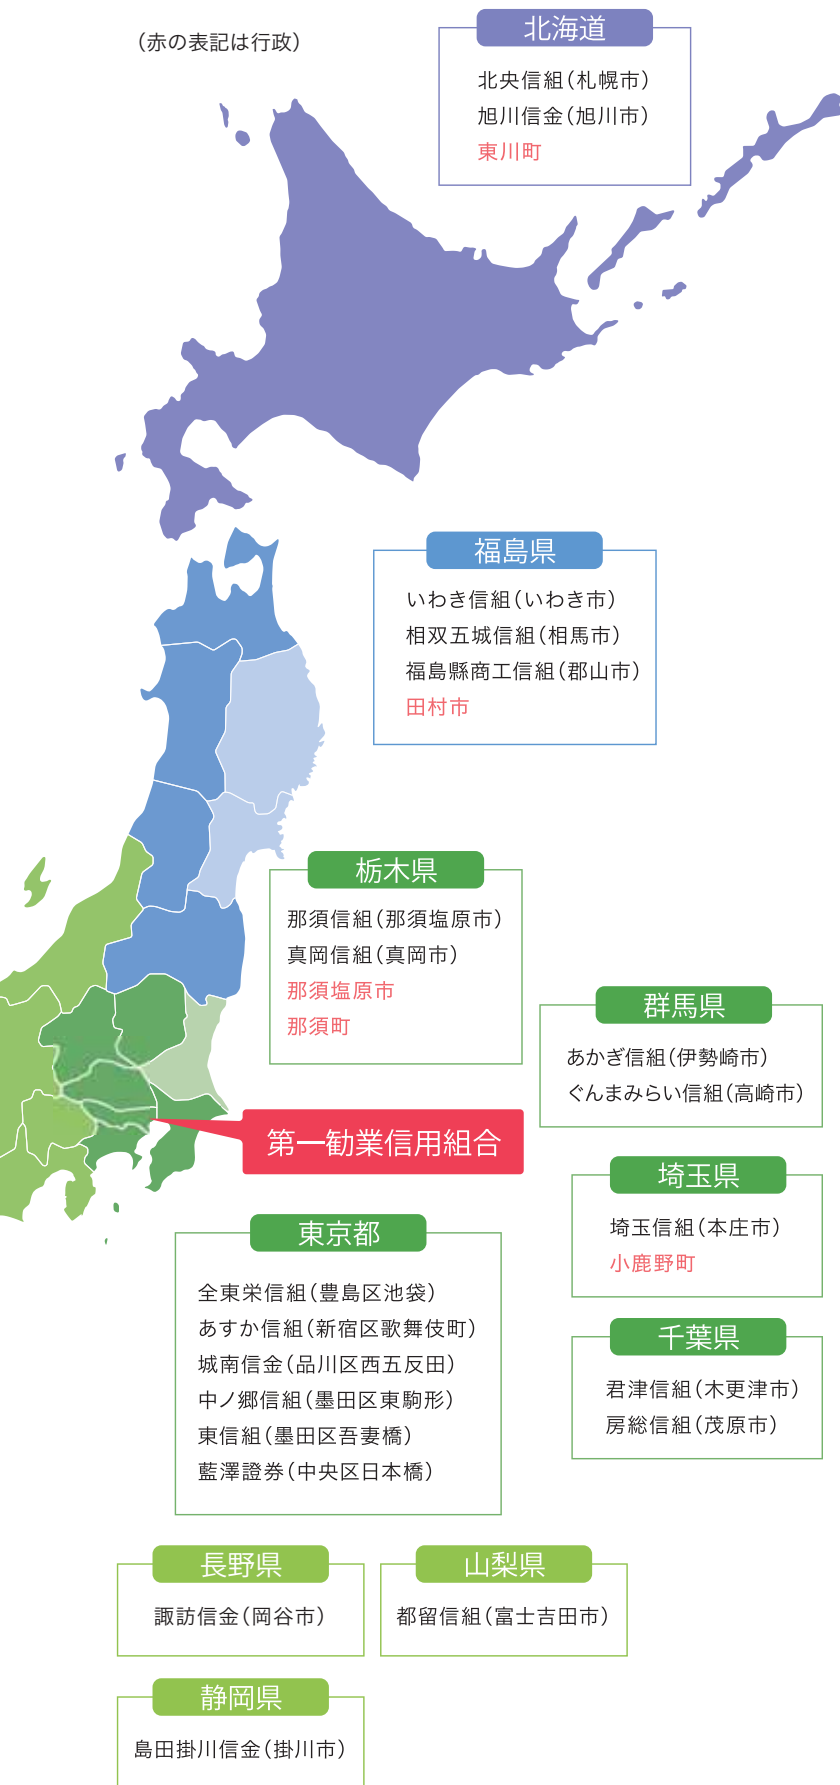 （赤の表記は行政）
北海道
北央信組（札幌市）
旭川信金（旭川市）
東川町
福島県
いわき信組（いわき市）
相双五城信組（相馬市）
福島縣商工信組（郡山市）
田村市
栃木県
那須信組（那須塩原市）
真岡信組（真岡市）
那須塩原市
那須町
群馬県
あかぎ信組（伊勢崎市）
ぐんまみらい信組（高崎市）
第一勧業信用組合
埼玉県
埼玉信組（本庄市）
小鹿野町
東京都
全東栄信組（豊島区池袋）
あすか信組（新宿区歌舞伎町）
城南信金（品川区西五反田）
中ノ郷信組（墨田区東駒形）
東信組（墨田区吾妻橋）
藍澤證券（中央区日本橋）
千葉県
君津信組（木更津市）
房総信組（茂原市）
長野県
諏訪信金（岡谷市）
山梨県
都留信組（富士吉田市）
静岡県
島田掛川信金（掛川市）